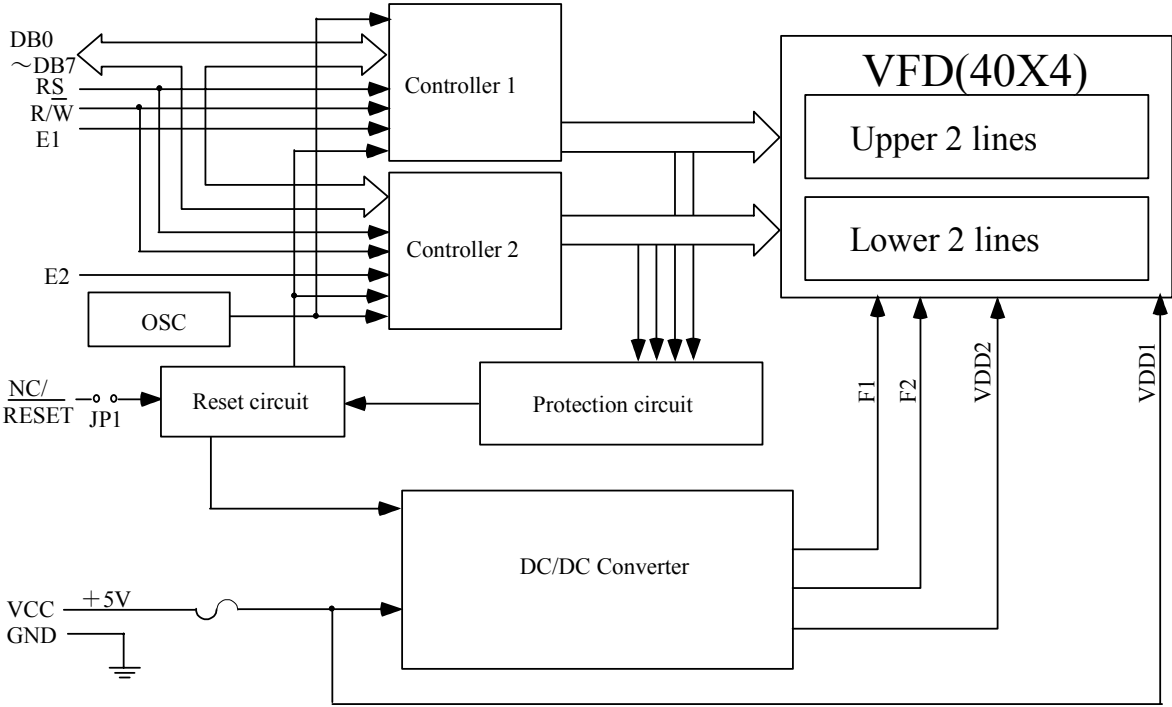 DB0
～DB7
RS
R/W̅
E1
E2
Controller 1
Controller 2
OSC
VFD(40X4)
Upper 2 lines
Lower 2 lines
NC/
R̅E̅S̅E̅T̅
JP1
Reset circuit
Protection circuit
F1
F2
VDD2
VDD1
DC/DC Converter
VCC
＋5V
GND